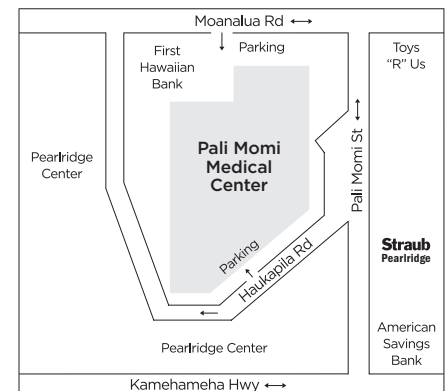 Moanalua Rd
First
Hawaiian
Bank
Parking
Toys
"R" Us
Pearlridge
Center
Pali Momi
Medical
Center
Pali Momi St
Parking
Haukapila Rd
Straub
Pearlridge
Pearlridge Center
American
Savings
Bank
Kamehameha Hwy